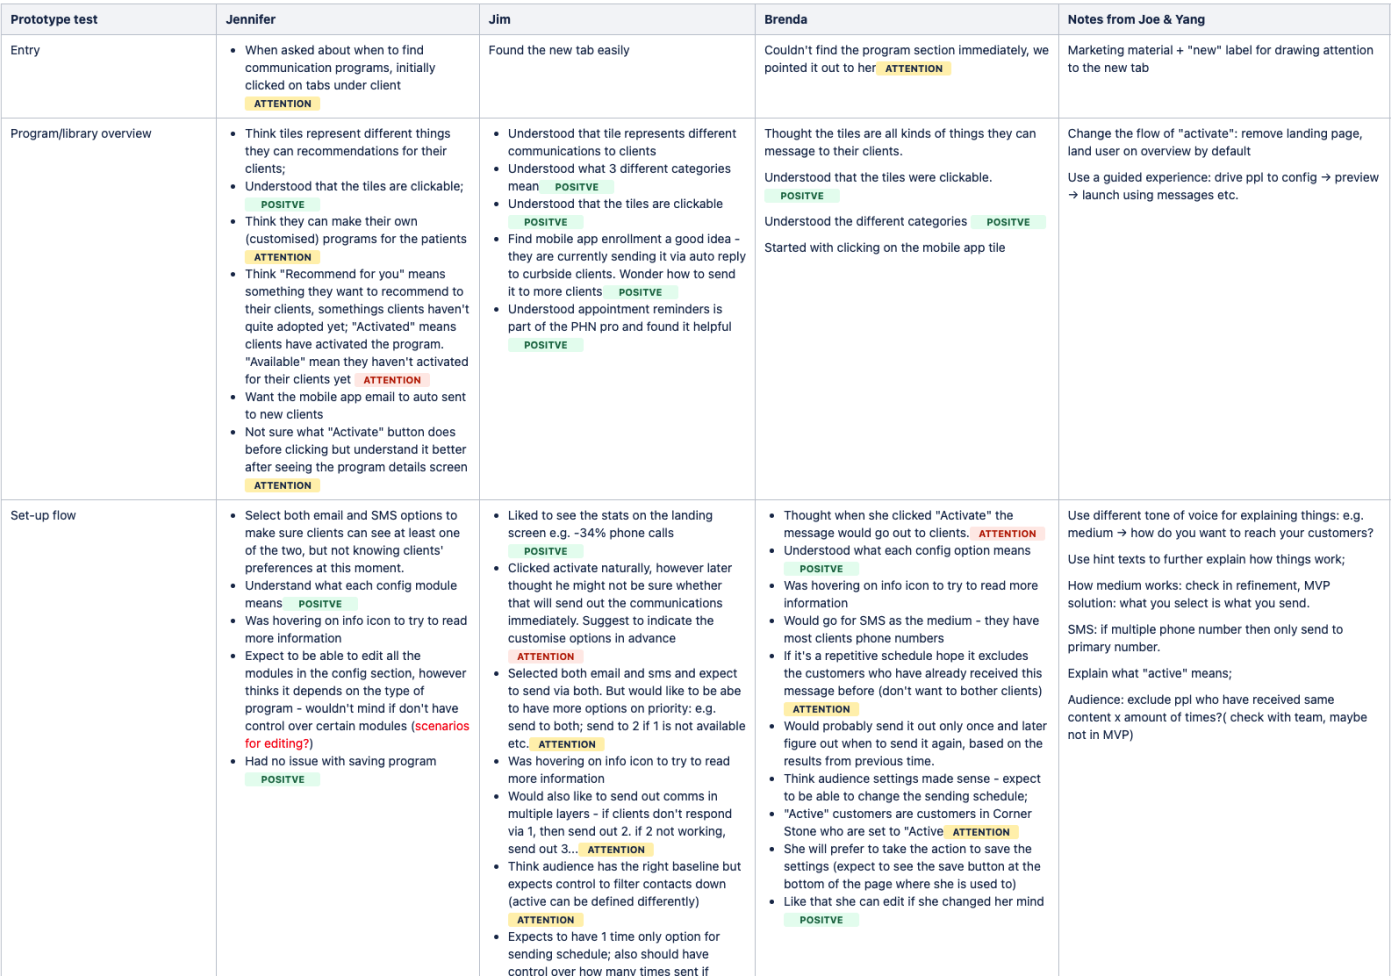 Prototype test
Jennifer
Jim
Brenda
Notes from Joe & Yang
Entry
When asked about when to find
communication programs, initially
clicked on tabs under client
ATTENTION
Found the new tab easily
Couldn't find the program section immediately, we
pointed it out to her ATTENTION
Marketing material + "new" label for drawing attention
to the new tab
Program/library overview
Think tiles represent different things
they can recommendations for their
clients;
Understood that the tiles are clickable;
POSITVE
Think they can make their own
(customised) programs for the patients
ATTENTION
Think "Recommend for you" means
something they want to recommend to
their clients, somethings clients haven't
quite adopted yet; "Activated" means
clients have activated the program.
"Available" mean they haven't activated
for their clients yet ATTENTION
Want the mobile app email to auto sent
to new clients
Not sure what "Activate" button does
before clicking but understand it better
after seeing the program details screen
ATTENTION
Understood that tile represents different
communications to clients
Understood what 3 different categories
mean POSITVE
Understood that the tiles are clickable
POSITVE
Find mobile app enrollment a good idea -
they are currently sending it via auto reply
to curbside clients. Wonder how to send
it to more clients POSITVE
Understood appointment reminders is
part of the PHN pro and found it helpful
POSITVE
Thought the tiles are all kinds of things they can
message to their clients.
Understood that the tiles were clickable.
POSITVE
Understood the different categories POSITVE
Started with clicking on the mobile app tile
Change the flow of "activate": remove landing page,
land user on overview by default
Use a guided experience: drive ppl to config → preview
→ launch using messages etc.
Set-up flow
Select both email and SMS options to
make sure clients can see at least one
of the two, but not knowing clients'
preferences at this moment.
Understand what each config module
means POSITVE
Was hovering on info icon to try to read
more information
Expect to be able to edit all the
modules in the config section, however
thinks it depends on the type of
program - wouldn't mind if don't have
control over certain modules (scenarios
for editing?)
Had no issue with saving program
POSITVE
Liked to see the stats on the landing
screen e.g. -34% phone calls
POSITVE
Clicked activate naturally, however later
thought he might not be sure whether
that will send out the communications
immediately. Suggest to indicate the
customise options in advance
ATTENTION
Selected both email and sms and expect
to send via both. But would like to be abe
to have more options on priority: e.g.
send to both; send to 2 if 1 is not available
etc. ATTENTION
Was hovering on info icon to try to read
more information
Would also like to send out comms in
multiple layers - if clients don't respond
via 1, then send out 2. if 2 not working,
send out 3... ATTENTION
Think audience has the right baseline but
expects control to filter contacts down
(active can be defined differently)
ATTENTION
Expects to have 1 time only option for
sending schedule; also should have
control over how many times sent if
Thought when she clicked "Activate" the
message would go out to clients. ATTENTION
Understood what each config option means
POSITVE
Was hovering on info icon to try to read more
information
Would go for SMS as the medium - they have
most clients phone numbers
If it's a repetitive schedule hope it excludes
the customers who have already received this
message before (don't want to bother clients)
ATTENTION
Would probably send it out only once and later
figure out when to send it again, based on the
results from previous time.
Think audience settings made sense - expect
to be able to change the sending schedule;
"Active" customers are customers in Corner
Stone who are set to "Active ATTENTION
She will prefer to take the action to save the
settings (expect to see the save button at the
bottom of the page where she is used to)
Like that she can edit if she changed her mind
POSITVE
Use different tone of voice for explaining things: e.g.
medium → how do you want to reach your customers?
Use hint texts to further explain how things work;
How medium works: check in refinement, MVP
solution: what you select is what you send.
SMS: if multiple phone number then only send to
primary number.
Explain what "active" means;
Audience: exclude ppl who have received same
content x amount of times?( check with team, maybe
not in MVP)